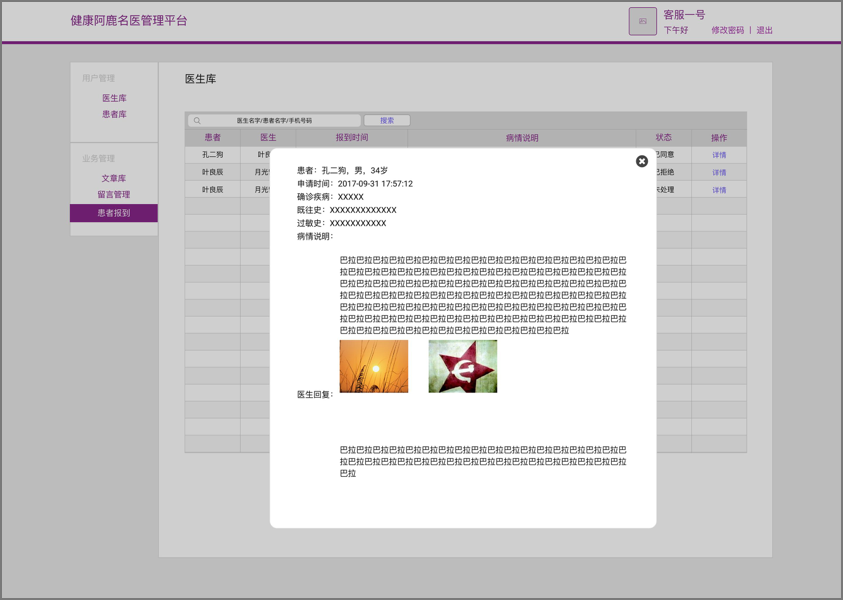 健康阿鹿名医管理平台
客服一号
下午好 修改密码 | 退出
用户管理
医生库
患者库
业务管理
文章库
留言管理
患者报到
医生库
医生名字/患者名字/手机号码 搜索
患者 医生 报到时间 病情说明 状态 操作
孔二狗 详情
叶良辰 月光 详情
叶良辰 月光 详情
患者：孔二狗，男，34岁
申请时间：2017-09-31 17:57:12
确诊疾病：XXXXX
既往史：XXXXXXXXXXXXX
过敏史：XXXXXXXXXXX
病情说明：
巴拉巴拉巴拉巴拉巴拉巴拉巴拉巴拉巴拉巴拉巴拉巴拉巴拉巴拉巴拉巴拉巴拉巴
拉巴拉巴拉巴拉巴拉巴拉巴拉巴拉巴拉巴拉巴拉巴拉巴拉巴拉巴拉巴拉巴拉巴拉
巴拉巴拉巴拉巴拉巴拉巴拉巴拉巴拉巴拉巴拉巴拉巴拉巴拉巴拉巴拉巴拉巴拉巴
拉巴拉巴拉巴拉巴拉巴拉巴拉巴拉巴拉巴拉巴拉巴拉巴拉巴拉巴拉巴拉巴拉巴拉
巴拉巴拉巴拉巴拉巴拉巴拉巴拉巴拉巴拉巴拉巴拉巴拉巴拉巴拉巴拉巴拉巴拉巴
拉巴拉巴拉巴拉巴拉巴拉巴拉巴拉巴拉巴拉巴拉巴拉巴拉巴拉巴拉巴拉巴拉巴拉
巴拉巴拉巴拉巴拉巴拉巴拉巴拉巴拉巴拉巴拉巴拉巴拉巴拉巴拉
医生回复：
巴拉巴拉巴拉巴拉巴拉巴拉巴拉巴拉巴拉巴拉巴拉巴拉巴拉巴拉巴拉巴拉巴拉巴
拉巴拉巴拉巴拉巴拉巴拉巴拉巴拉巴拉巴拉巴拉巴拉巴拉巴拉巴拉巴拉巴拉巴拉
巴拉